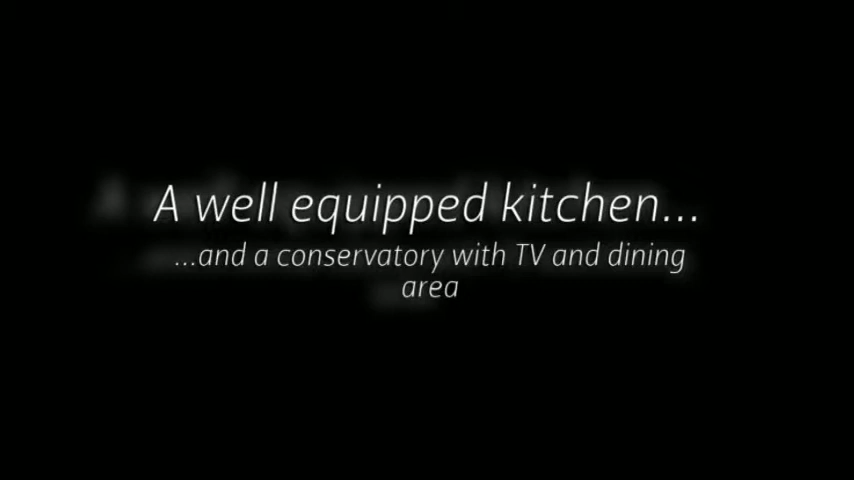 A well equipped kitchen...
...and a conservatory with TV and dining
area